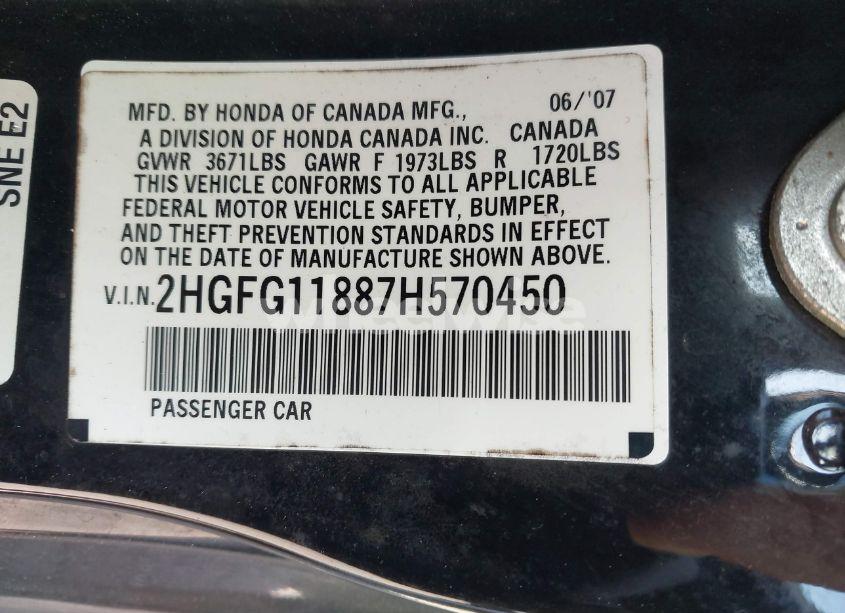 SNE E2
MFD. BY HONDA OF CANADA MFG., 06/'07
A DIVISION OF HONDA CANADA INC. CANADA
GVWR 3671LBS GAWR F 1973LBS R 1720LBS
THIS VEHICLE CONFORMS TO ALL APPLICABLE
FEDERAL MOTOR VEHICLE SAFETY, BUMPER,
AND THEFT PREVENTION STANDARDS IN EFFECT
ON THE DATE OF MANUFACTURE SHOWN ABOVE.
V.I.N. 2HGFG11887H570450
PASSENGER CAR